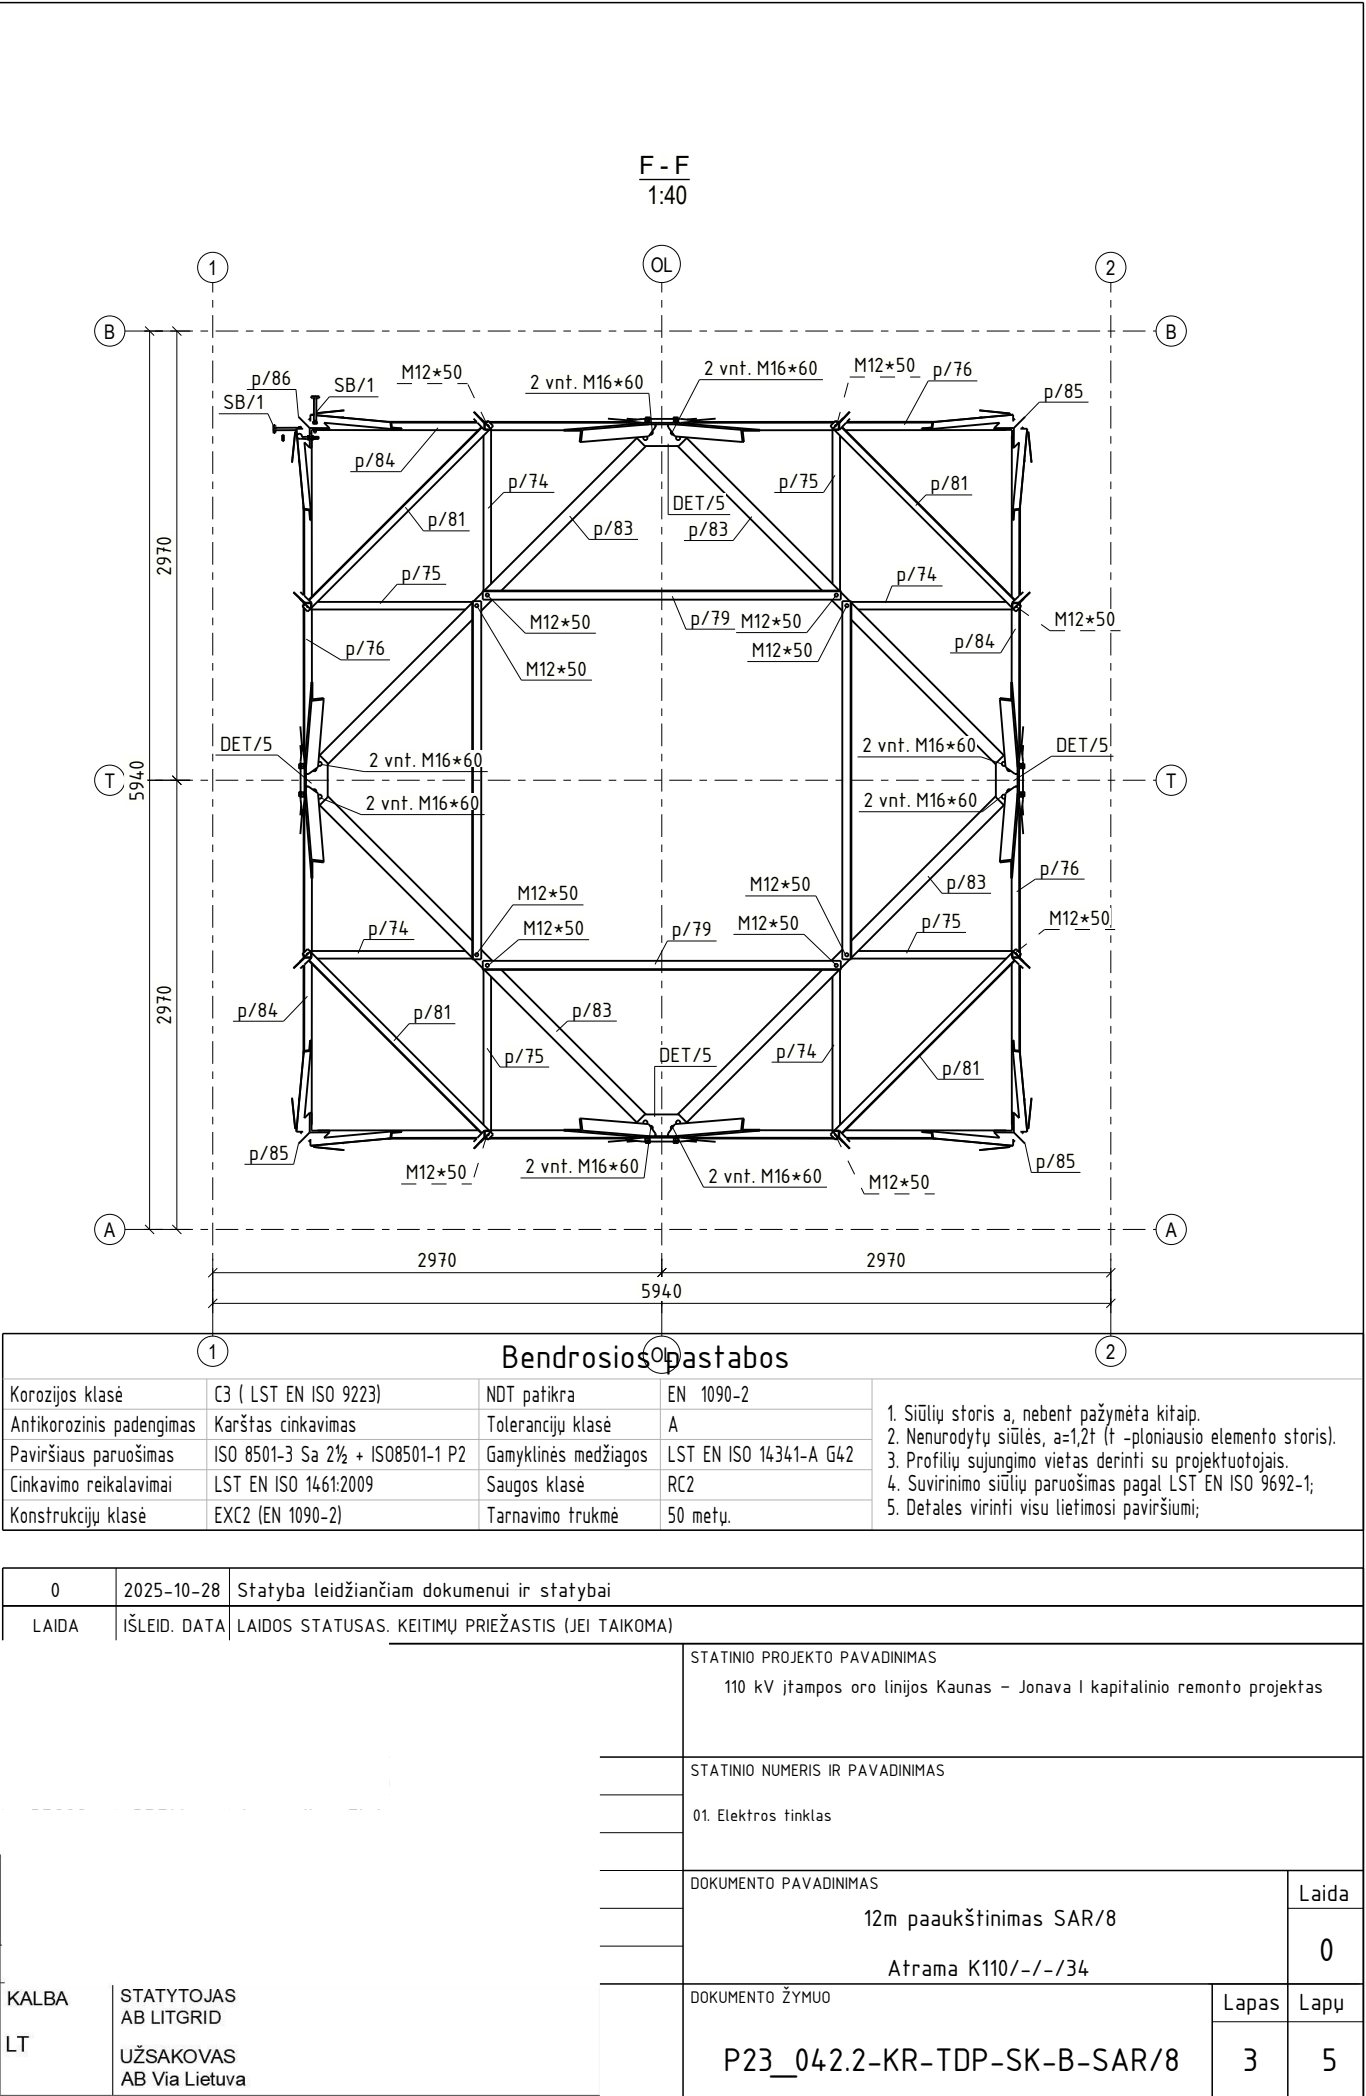 F - F
1:40
1
OL
2
B
B
p/86
SB/1
SB/1
M12*50
2 vnt. M16*60
2 vnt. M16*60
M12*50
p/76
p/85
p/84
p/74
p/75
p/81
p/81
DET/5
p/83
p/83
2970
p/75
p/74
M12*50
p/79
M12*50
M12*50
p/76
M12*50
M12*50
p/84
DET/5
2 vnt. M16*60
2 vnt. M16*60
DET/5
T
T
5940
2 vnt. M16*60
2 vnt. M16*60
M12*50
M12*50
p/83
p/76
p/74
M12*50
p/79
M12*50
p/75
M12*50
2970
p/84
p/81
p/83
p/75
DET/5
p/74
p/81
p/85
M12*50
2 vnt. M16*60
2 vnt. M16*60
M12*50
p/85
A
A
2970
2970
5940
1
OL
2
Bendrosios pastabos
Korozijos klasė C3 ( LST EN ISO 9223) NDT patikra EN 1090-2
Antikorozinis padengimas Karštas cinkavimas Tolerancijų klasė A
Paviršiaus paruošimas ISO 8501-3 Sa 2½ + ISO8501-1 P2 Gamyklinės medžiagos LST EN ISO 14341-A G42
Cinkavimo reikalavimai LST EN ISO 1461:2009 Saugos klasė RC2
Konstrukcijų klasė EXC2 (EN 1090-2) Tarnavimo trukmė 50 metų.
1. Siūlių storis a, nebent pažymėta kitaip.
2. Nenurodytų siūlės, a=1,2t (t -ploniausio elemento storis).
3. Profilių sujungimo vietas derinti su projektuotojais.
4. Suvirinimo siūlių paruošimas pagal LST EN ISO 9692-1;
5. Detales virinti visu lietimosi paviršiumi;
0 2025-10-28 Statyba leidžiančiam dokumenui ir statybai
LAIDA IŠLEID. DATA LAIDOS STATUSAS. KEITIMŲ PRIEŽASTIS (JEI TAIKOMA)
STATINIO PROJEKTO PAVADINIMAS
110 kV įtampos oro linijos Kaunas – Jonava I kapitalinio remonto projektas
STATINIO NUMERIS IR PAVADINIMAS
01. Elektros tinklas
DOKUMENTO PAVADINIMAS
12m paaukštinimas SAR/8
Atrama K110/-/-/34
Laida
0
KALBA
LT
STATYTOJAS
AB LITGRID
UŽSAKOVAS
AB Via Lietuva
DOKUMENTO ŽYMUO
P23_042.2-KR-TDP-SK-B-SAR/8
Lapas
3
Lapų
5